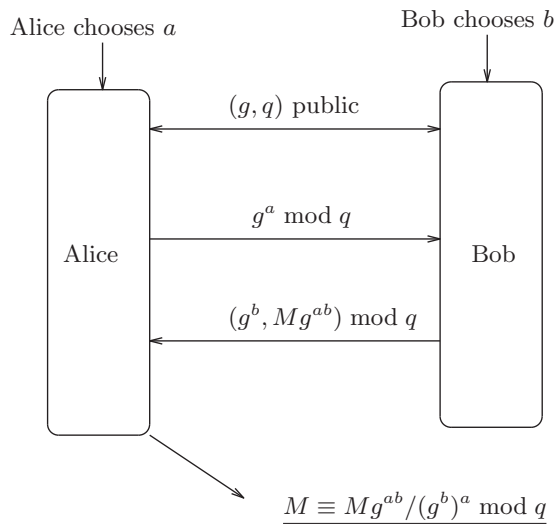 Alice chooses a
Bob chooses b
(g, q) public
g^a mod q
Alice
Bob
(g^b, Mg^{ab}) mod q
M ≡ Mg^{ab}/(g^b)^a mod q